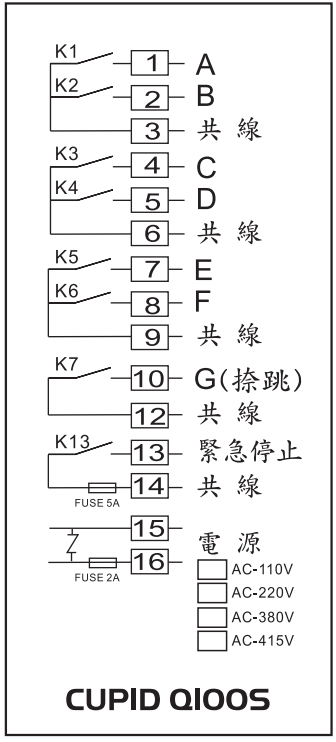 K1 1 A
K2 2 B
3 共線
K3 4 C
K4 5 D
6 共線
K5 7 E
K6 8 F
9 共線
K7 10 G(捺跳)
12 共線
K13 13 緊急停止
FUSE 5A 14 共線
15
電源
FUSE 2A 16
AC-110V
AC-220V
AC-380V
AC-415V
CUPID Q100S